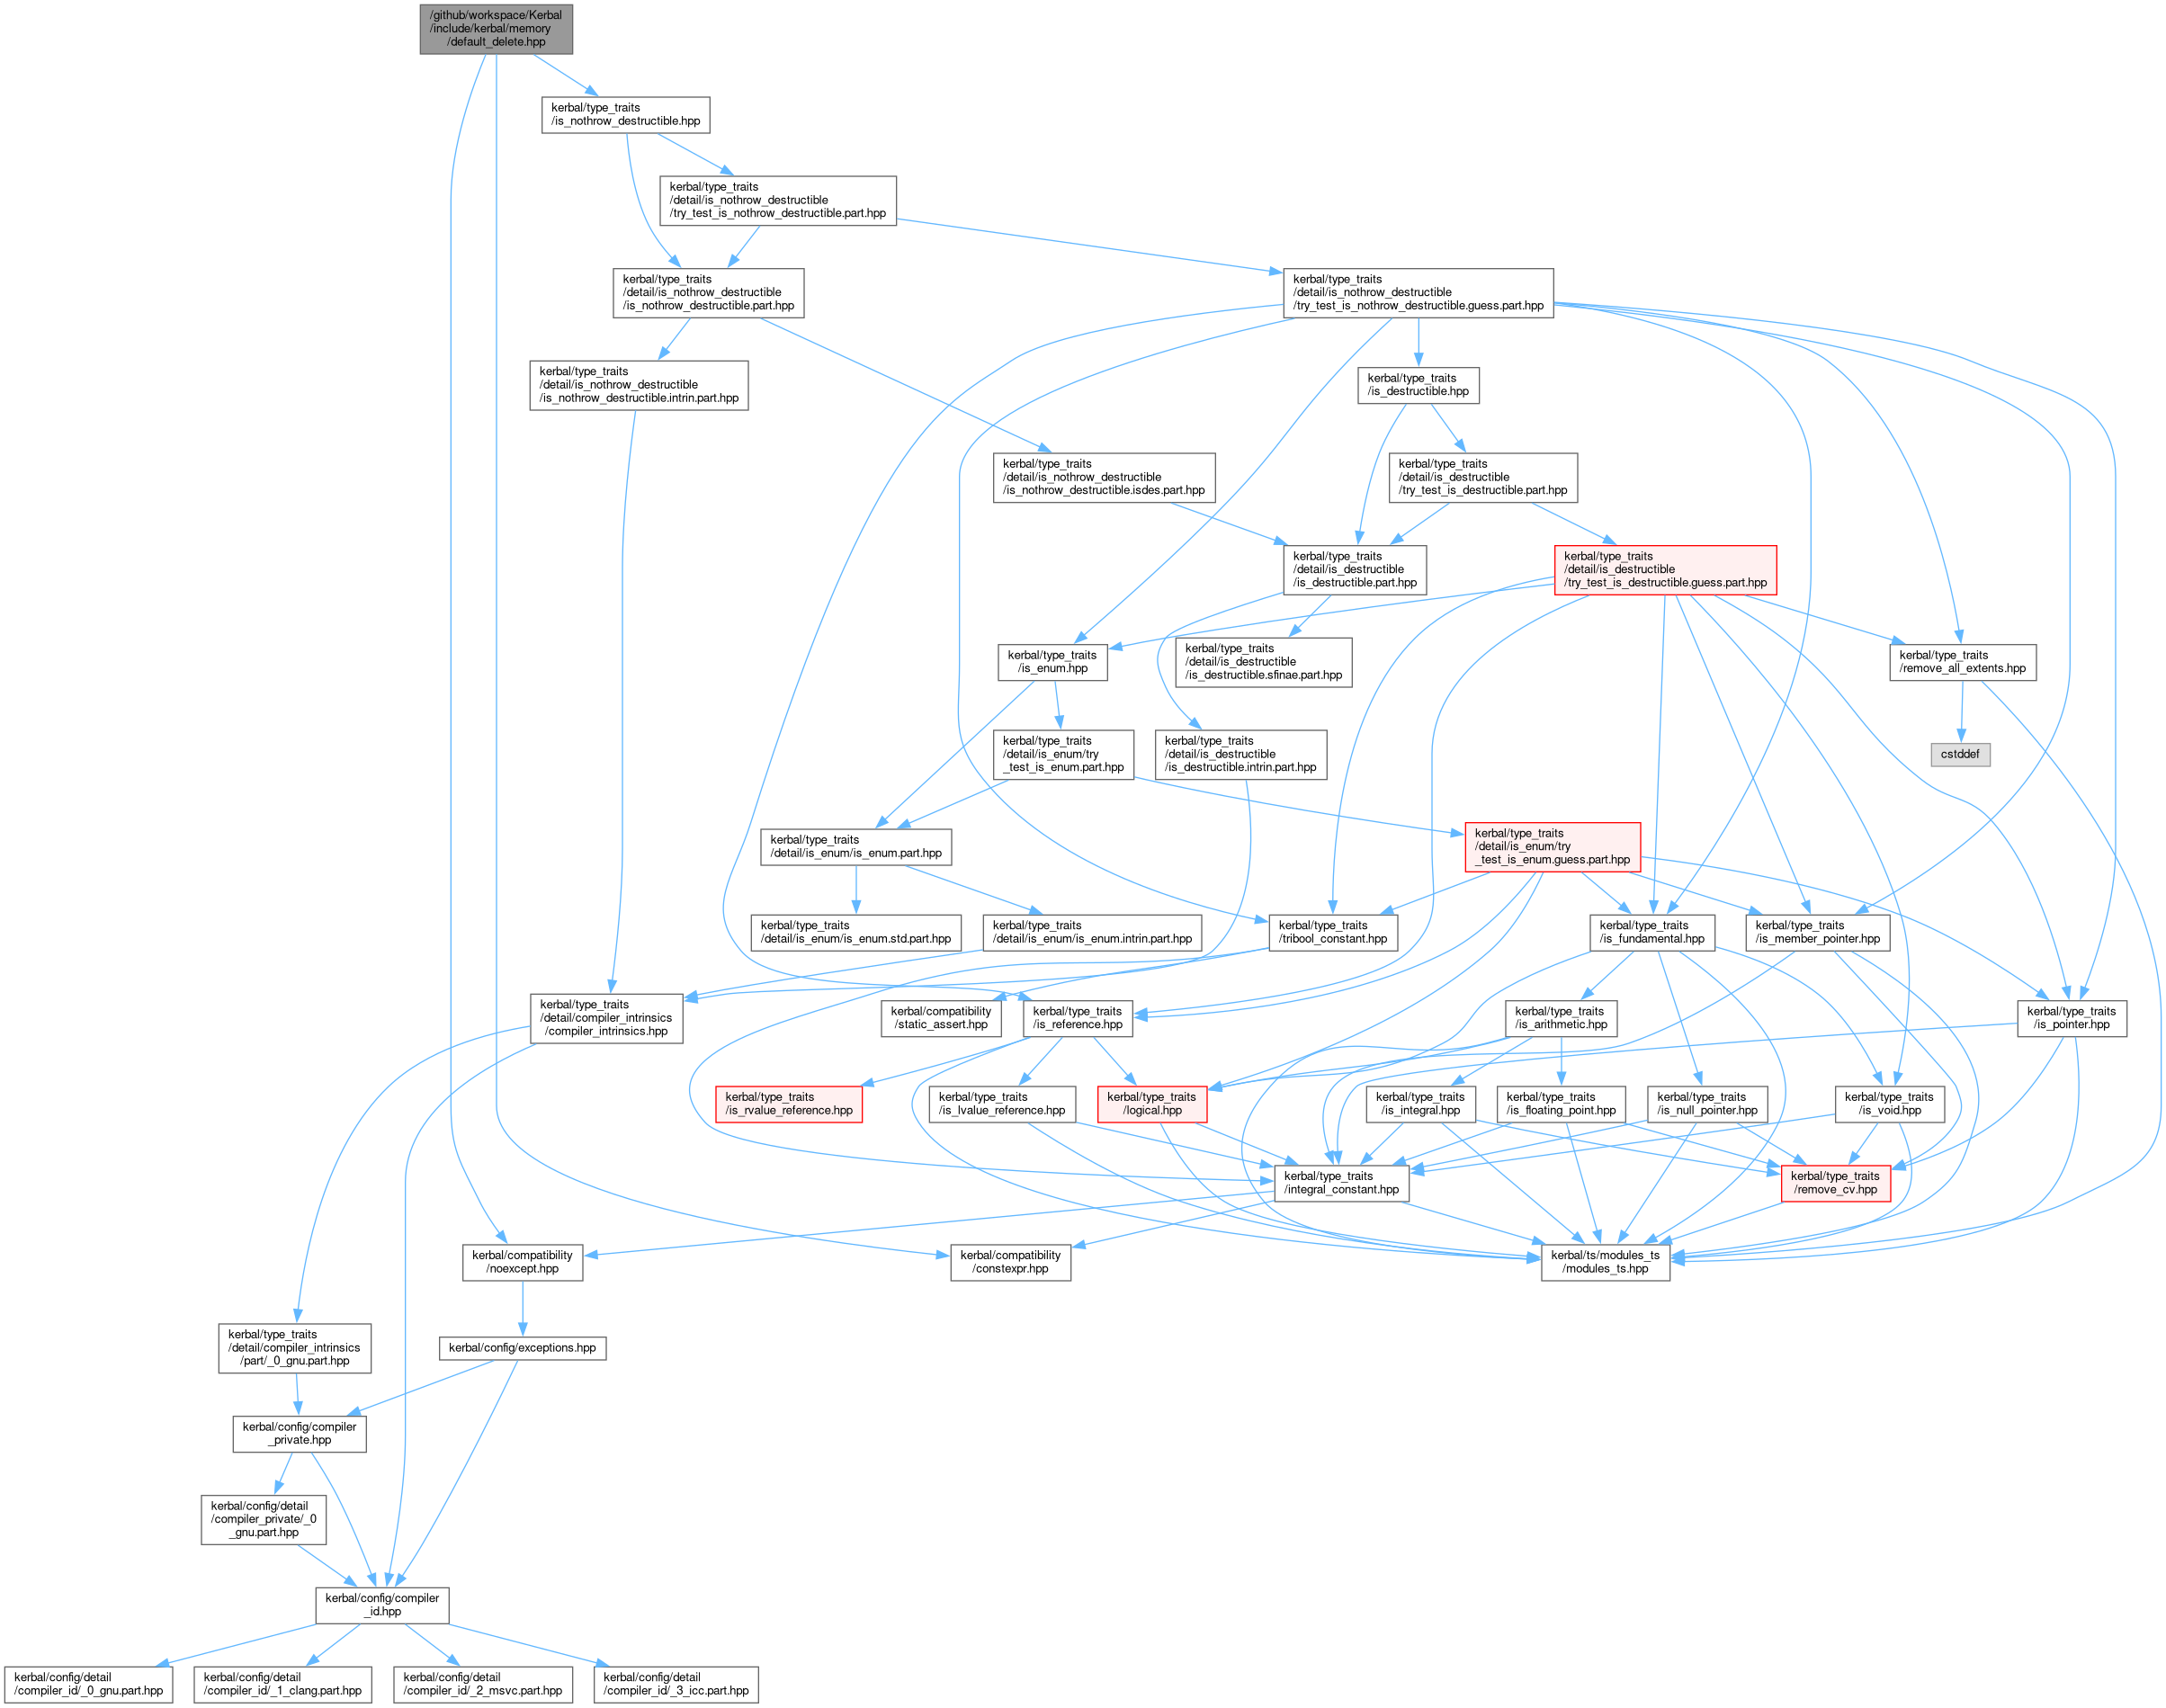 /github/workspace/Kerbal
/include/kerbal/memory
/default_delete.hpp
kerbal/type_traits
/is_nothrow_destructible.hpp
kerbal/type_traits
/detail/is_nothrow_destructible
/try_test_is_nothrow_destructible.part.hpp
kerbal/type_traits
/detail/is_nothrow_destructible
/is_nothrow_destructible.part.hpp
kerbal/type_traits
/detail/is_nothrow_destructible
/try_test_is_nothrow_destructible.guess.part.hpp
kerbal/type_traits
/detail/is_nothrow_destructible
/is_nothrow_destructible.intrin.part.hpp
kerbal/type_traits
/is_destructible.hpp
kerbal/type_traits
/detail/is_nothrow_destructible
/is_nothrow_destructible.isdes.part.hpp
kerbal/type_traits
/detail/is_destructible
/try_test_is_destructible.part.hpp
kerbal/type_traits
/detail/is_destructible
/is_destructible.part.hpp
kerbal/type_traits
/detail/is_destructible
/try_test_is_destructible.guess.part.hpp
kerbal/type_traits
/is_enum.hpp
kerbal/type_traits
/detail/is_destructible
/is_destructible.sfinae.part.hpp
kerbal/type_traits
/remove_all_extents.hpp
kerbal/type_traits
/detail/is_enum/try
_test_is_enum.part.hpp
kerbal/type_traits
/detail/is_destructible
/is_destructible.intrin.part.hpp
cstddef
kerbal/type_traits
/detail/is_enum/is_enum.part.hpp
kerbal/type_traits
/detail/is_enum/try
_test_is_enum.guess.part.hpp
kerbal/type_traits
/detail/is_enum/is_enum.std.part.hpp
kerbal/type_traits
/detail/is_enum/is_enum.intrin.part.hpp
kerbal/type_traits
/tribool_constant.hpp
kerbal/type_traits
/is_fundamental.hpp
kerbal/type_traits
/is_member_pointer.hpp
kerbal/type_traits
/detail/compiler_intrinsics
/compiler_intrinsics.hpp
kerbal/compatibility
/static_assert.hpp
kerbal/type_traits
/is_reference.hpp
kerbal/type_traits
/is_arithmetic.hpp
kerbal/type_traits
/is_pointer.hpp
kerbal/type_traits
/is_rvalue_reference.hpp
kerbal/type_traits
/is_lvalue_reference.hpp
kerbal/type_traits
/logical.hpp
kerbal/type_traits
/is_integral.hpp
kerbal/type_traits
/is_floating_point.hpp
kerbal/type_traits
/is_null_pointer.hpp
kerbal/type_traits
/is_void.hpp
kerbal/type_traits
/integral_constant.hpp
kerbal/type_traits
/remove_cv.hpp
kerbal/compatibility
/noexcept.hpp
kerbal/compatibility
/constexpr.hpp
kerbal/ts/modules_ts
/modules_ts.hpp
kerbal/type_traits
/detail/compiler_intrinsics
/part/_0_gnu.part.hpp
kerbal/config/exceptions.hpp
kerbal/config/compiler
_private.hpp
kerbal/config/detail
/compiler_private/_0
_gnu.part.hpp
kerbal/config/compiler
_id.hpp
kerbal/config/detail
/compiler_id/_0_gnu.part.hpp
kerbal/config/detail
/compiler_id/_1_clang.part.hpp
kerbal/config/detail
/compiler_id/_2_msvc.part.hpp
kerbal/config/detail
/compiler_id/_3_icc.part.hpp